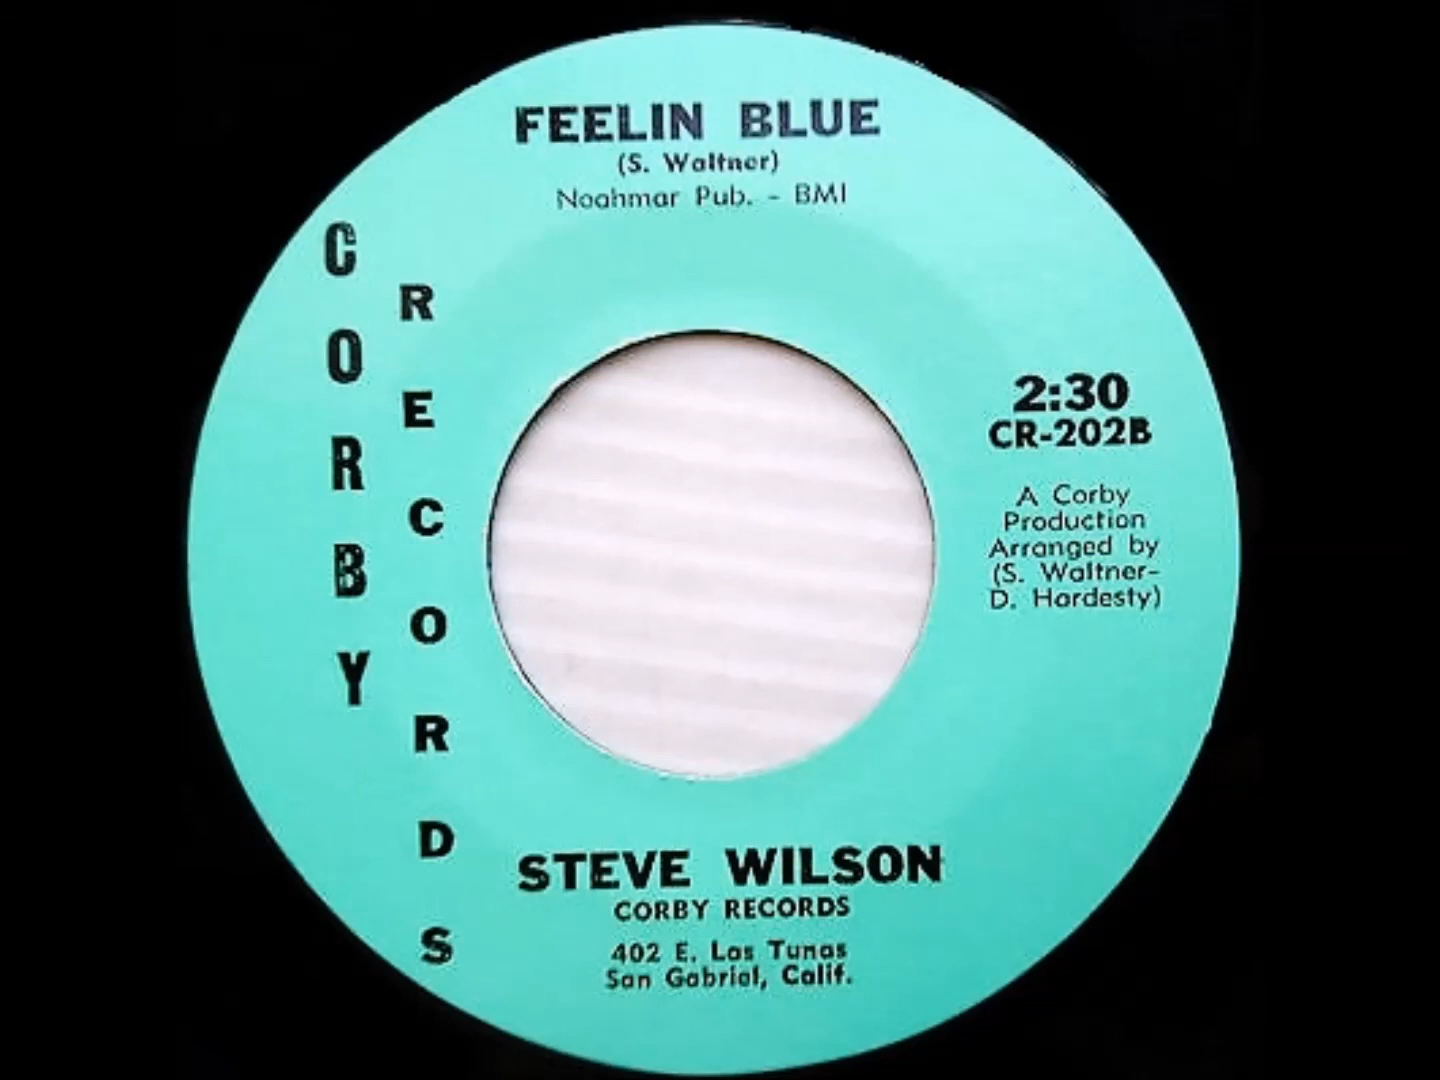 FEELIN BLUE
(S. Waltner)
Noahmar Pub. - BMI
CORBY
RECORDS
2:30
CR-202B
A Corby
Production
Arranged by
(S. Waltner-
D. Hardesty)
STEVE WILSON
CORBY RECORDS
402 E. Las Tunas
San Gabriel, Calif.